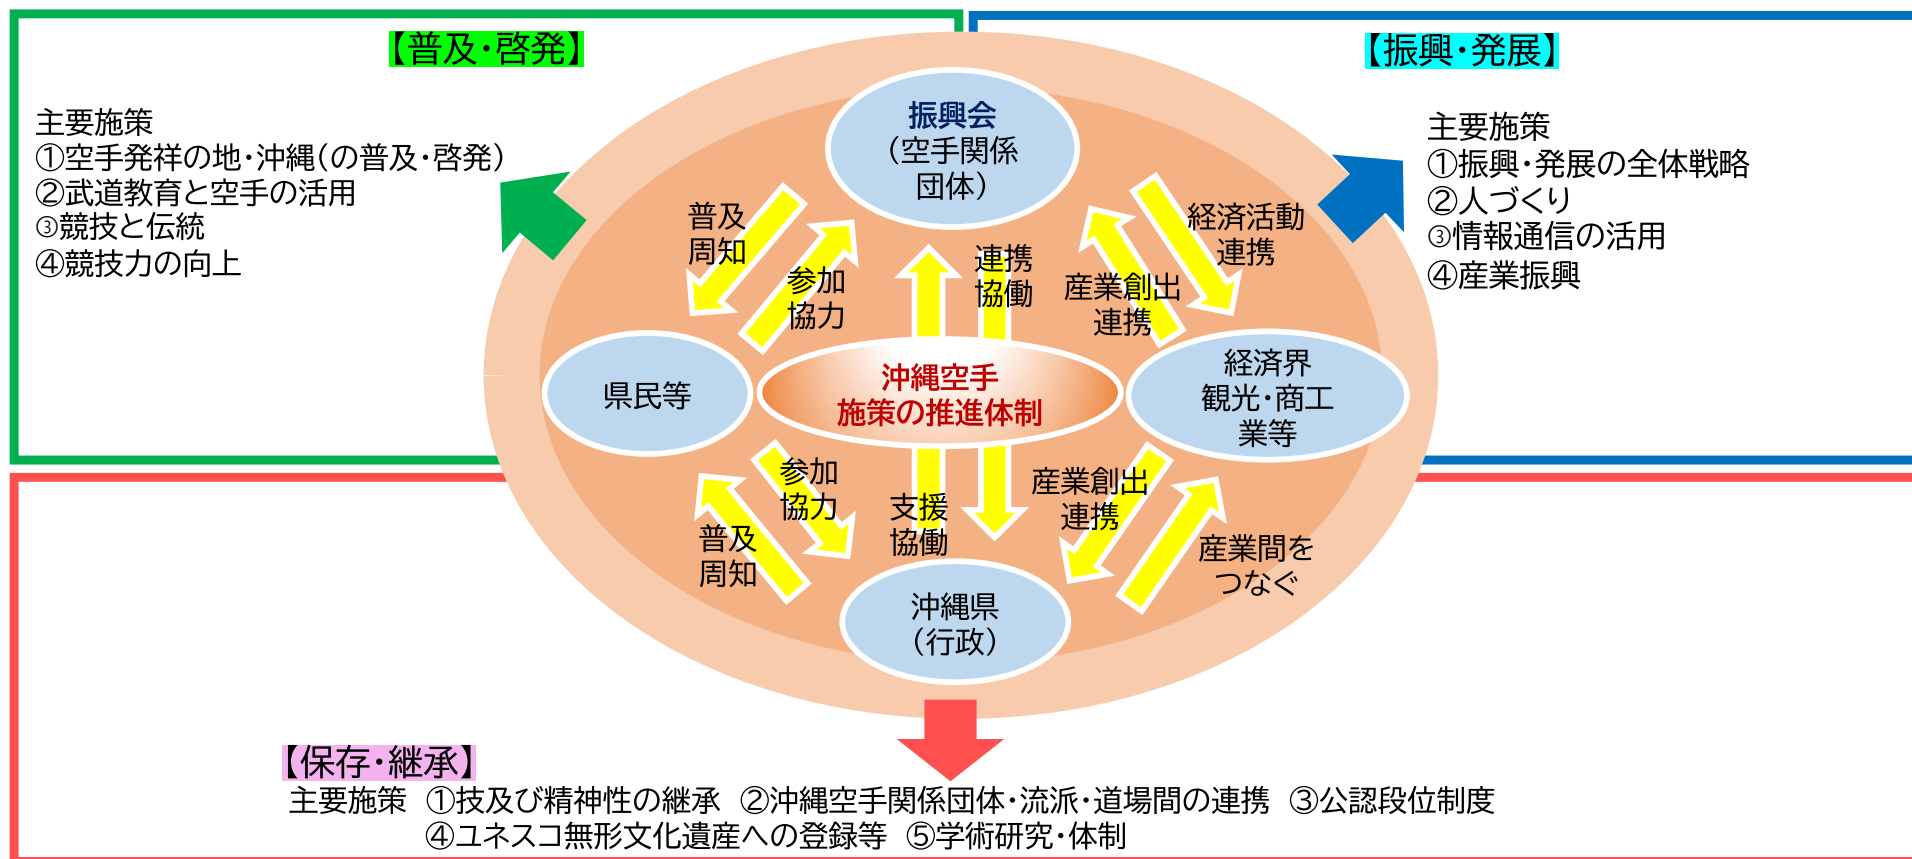 【普及・啓発】
主要施策
①空手発祥の地・沖縄（の普及・啓発）
②武道教育と空手の活用
③競技と伝統
④競技力の向上
【振興・発展】
主要施策
①振興・発展の全体戦略
②人づくり
③情報通信の活用
④産業振興
振興会
（空手関係
団体）
普及
周知
参加
協力
連携
協働
経済活動
連携
産業創出
連携
県民等
沖縄空手
施策の推進体制
経済界
観光・商工
業等
参加
協力
普及
周知
支援
協働
産業創出
連携
産業間を
つなぐ
沖縄県
（行政）
【保存・継承】
主要施策　①技及び精神性の継承　②沖縄空手関係団体・流派・道場間の連携　③公認段位制度
④ユネスコ無形文化遺産への登録等　⑤学術研究・体制